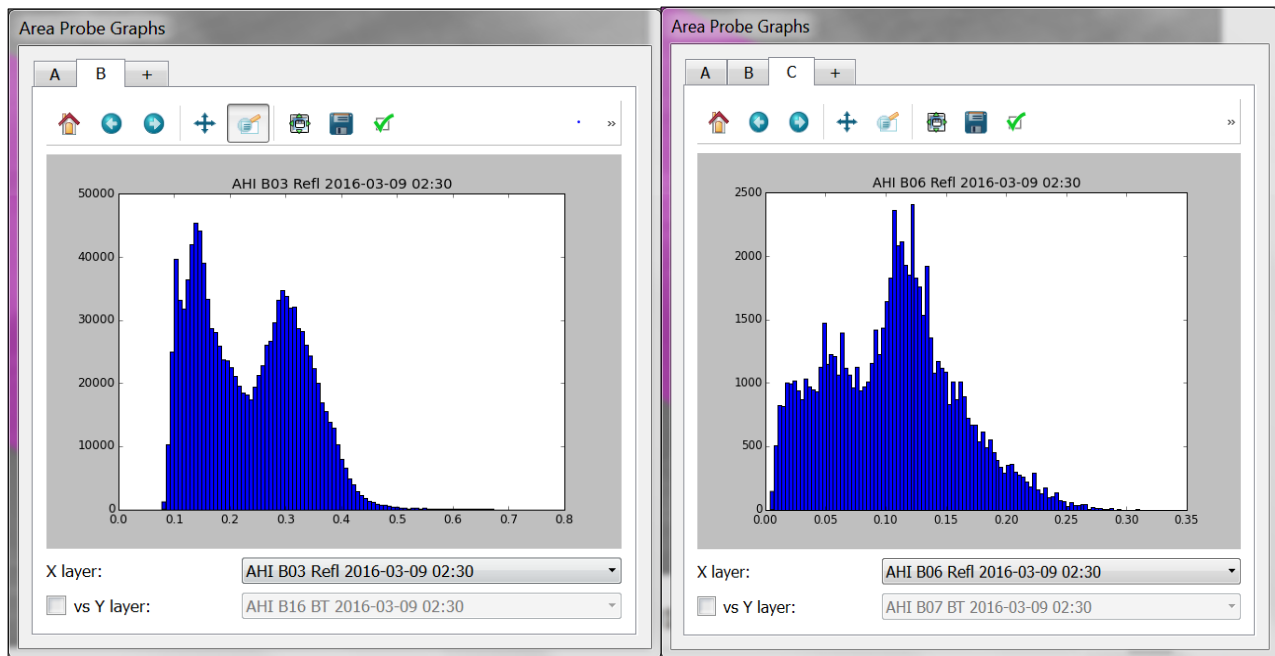 Area Probe Graphs
A B +
»
AHI B03 Refl 2016-03-09 02:30
50000
40000
30000
20000
10000
0
0.0 0.1 0.2 0.3 0.4 0.5 0.6 0.7 0.8
X layer: AHI B03 Refl 2016-03-09 02:30
vs Y layer: AHI B16 BT 2016-03-09 02:30
Area Probe Graphs
A B C +
»
AHI B06 Refl 2016-03-09 02:30
2500
2000
1500
1000
500
0
0.00 0.05 0.10 0.15 0.20 0.25 0.30 0.35
X layer: AHI B06 Refl 2016-03-09 02:30
vs Y layer: AHI B07 BT 2016-03-09 02:30